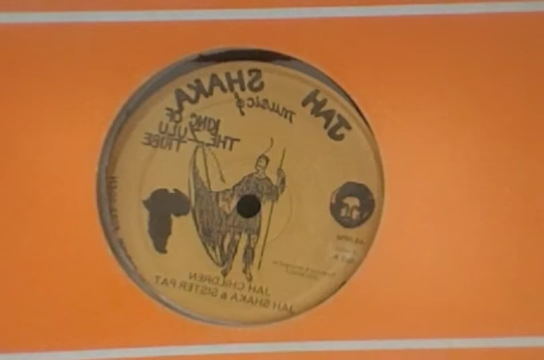 JAH SHAKA
music
THE KING OF
ZULU
TRIBE
JAH CHILDREN
JAH SHAKA & SISTER PAT